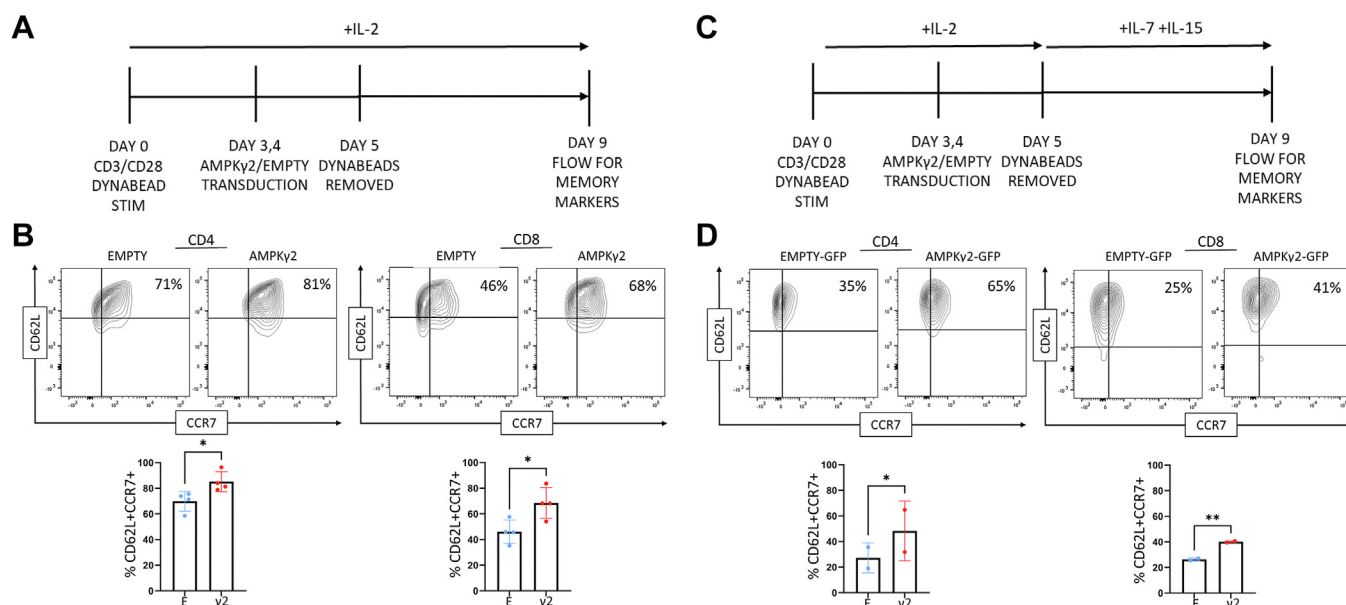 A
+IL-2
DAY 0
CD3/CD28
DYNABEAD
STIM
DAY 3,4
AMPKγ2/EMPTY
TRANSDUCTION
DAY 5
DYNABEADS
REMOVED
DAY 9
FLOW FOR
MEMORY
MARKERS
C
+IL-2
+IL-7 +IL-15
DAY 0
CD3/CD28
DYNABEAD
STIM
DAY 3,4
AMPKγ2/EMPTY
TRANSDUCTION
DAY 5
DYNABEADS
REMOVED
DAY 9
FLOW FOR
MEMORY
MARKERS
B
CD4
EMPTY
AMPKγ2
71%
81%
CD62L
CCR7
CD8
EMPTY
AMPKγ2
46%
68%
CD62L
CCR7
*
% CD62L+CCR7+
100
80
60
40
20
0
E
γ2
*
% CD62L+CCR7+
100
80
60
40
20
0
E
γ2
D
CD4
EMPTY-GFP
AMPKγ2-GFP
35%
65%
CD62L
CCR7
CD8
EMPTY-GFP
AMPKγ2-GFP
25%
41%
CD62L
CCR7
*
% CD62L+CCR7+
100
80
60
40
20
0
E
γ2
**
% CD62L+CCR7+
100
80
60
40
20
0
E
γ2